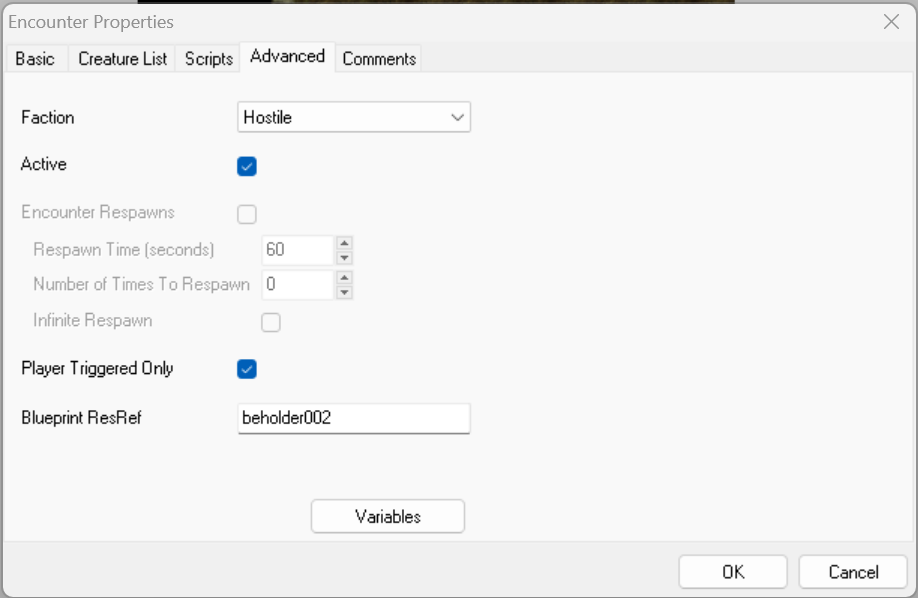 Encounter Properties
Basic Creature List Scripts Advanced Comments
Faction Hostile
Active
Encounter Respawns
Respawn Time (seconds) 60
Number of Times To Respawn 0
Infinite Respawn
Player Triggered Only
Blueprint ResRef beholder002
Variables
OK Cancel